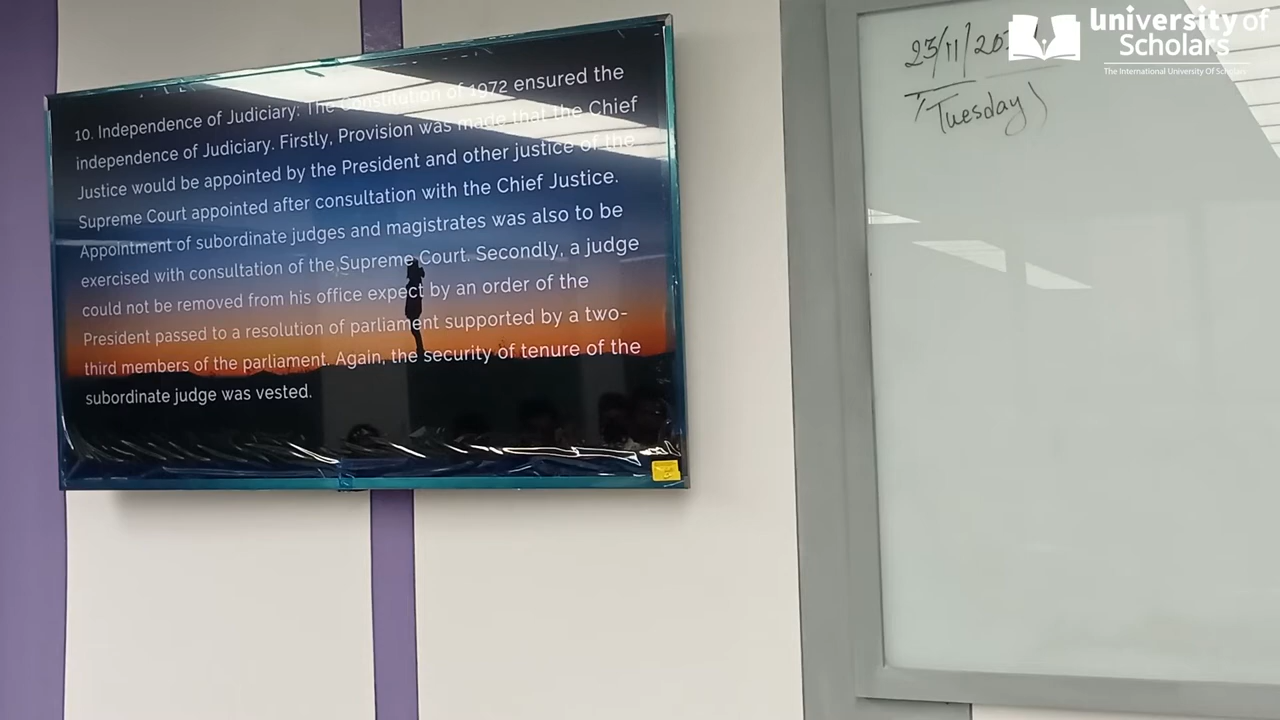 10. Independence of Judiciary: The Constitution of 1972 ensured the
independence of Judiciary. Firstly, Provision was made that the Chief
Justice would be appointed by the President and other justice of the
Supreme Court appointed after consultation with the Chief Justice.
Appointment of subordinate judges and magistrates was also to be
exercised with consultation of the Supreme Court. Secondly, a judge
could not be removed from his office expect by an order of the
President passed to a resolution of parliament supported by a two-
third members of the parliament. Again, the security of tenure of the
subordinate judge was vested.
(Tuesday)
university of
Scholars
The International University Of Scholars